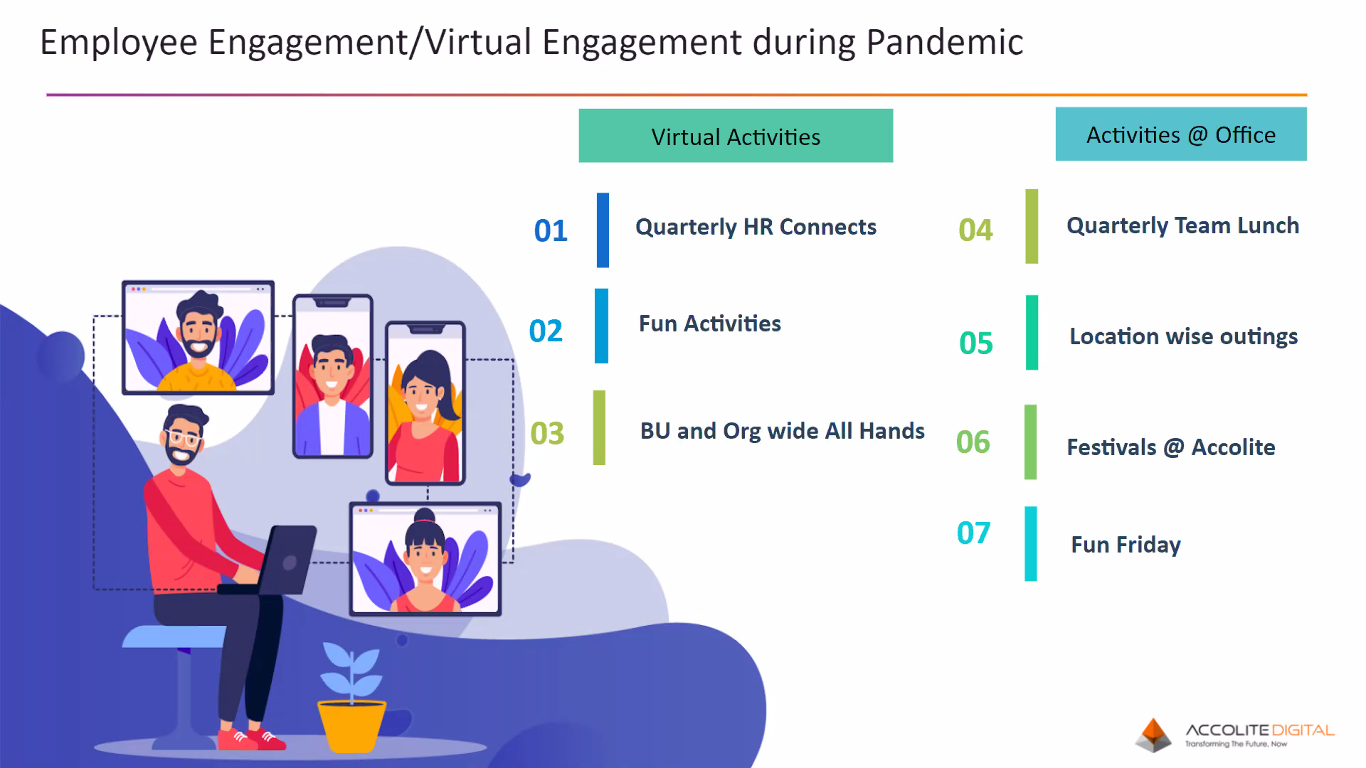 Employee Engagement/Virtual Engagement during Pandemic
Virtual Activities
01 Quarterly HR Connects
02 Fun Activities
03 BU and Org wide All Hands
Activities @ Office
04 Quarterly Team Lunch
05 Location wise outings
06 Festivals @ Accolite
07 Fun Friday
ACCOLITE DIGITAL
Transforming The Future, Now